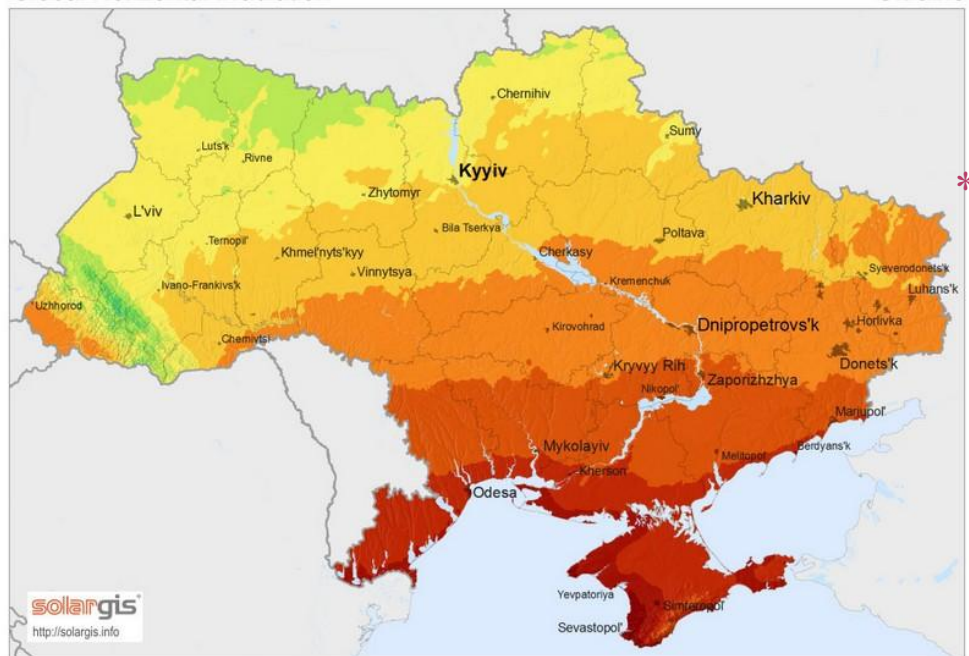 Chernihiv
Sumy
Luts'k
Rivne
Kyyiv
Zhytomyr
Kharkiv
L'viv
Bila Tserkva
Poltava
Ternopil'
Khmel'nyts'kyy
Cherkasy
Vinnytsya
Syeverodonets'k
Ivano-Frankivs'k
Kremenchuk
Luhans'k
Uzhhorod
Kirovohrad
Dnipropetrovs'k
Horlivka
Chernivtsi
Donets'k
Kryvyy Rih
Zaporizhzhya
Nikopol'
Mariupol'
Mykolayiv
Melitopol'
Berdyans'k
Kherson
Odesa
Yevpatoriya
Simferopol'
Sevastopol'
solargis
http://solargis.info
*